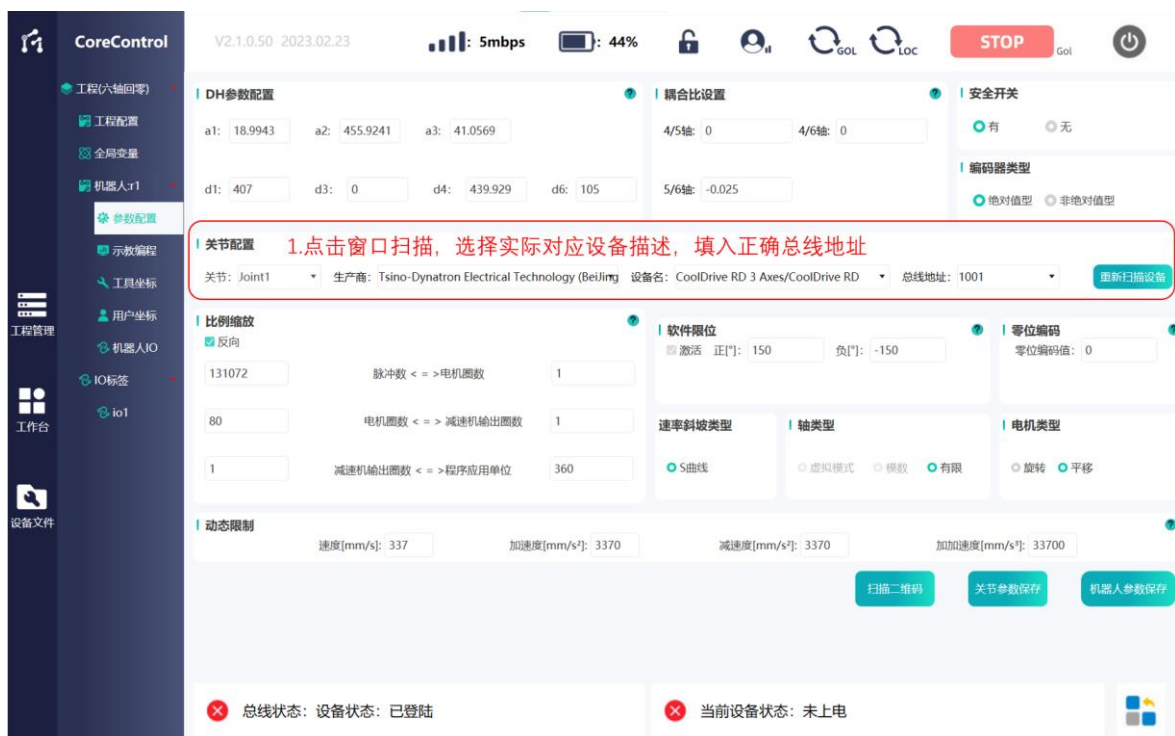 CoreControl
V2.1.0.50 2023.02.23
: 5mbps
: 44%
GOL
LOC
STOP
Gol
工程(六轴回零)
工程配置
全局变量
机器人:r1
参数配置
示教编程
工具坐标
用户坐标
机器人IO
IO标签
io1
工程管理
工作台
设备文件
DH参数配置
a1: 18.9943 a2: 455.9241 a3: 41.0569
d1: 407 d3: 0 d4: 439.929 d6: 105
耦合比设置
4/5轴: 0 4/6轴: 0
5/6轴: -0.025
安全开关
有 无
编码器类型
绝对值型 非绝对值型
关节配置 1.点击窗口扫描，选择实际对应设备描述，填入正确总线地址
关节: Joint1 生产商: Tsino-Dynatron Electrical Technology (BeiJing 设备名: CoolDrive RD 3 Axes/CoolDrive RD 总线地址: 1001 重新扫描设备
比例缩放
反向
131072 脉冲数 < = >电机圈数 1
80 电机圈数 < = > 减速机输出圈数 1
1 减速机输出圈数 < = >程序应用单位 360
软件限位
激活 正[°]: 150 负[°]: -150
零位编码
零位编码值: 0
速率斜坡类型
S曲线
轴类型
虚拟模式 模数 有限
电机类型
旋转 平移
动态限制
速度[mm/s]: 337 加速度[mm/s²]: 3370 减速度[mm/s²]: 3370 加加速度[mm/s³]: 33700
扫描二维码 关节参数保存 机器人参数保存
总线状态: 设备状态: 已登陆
当前设备状态: 未上电